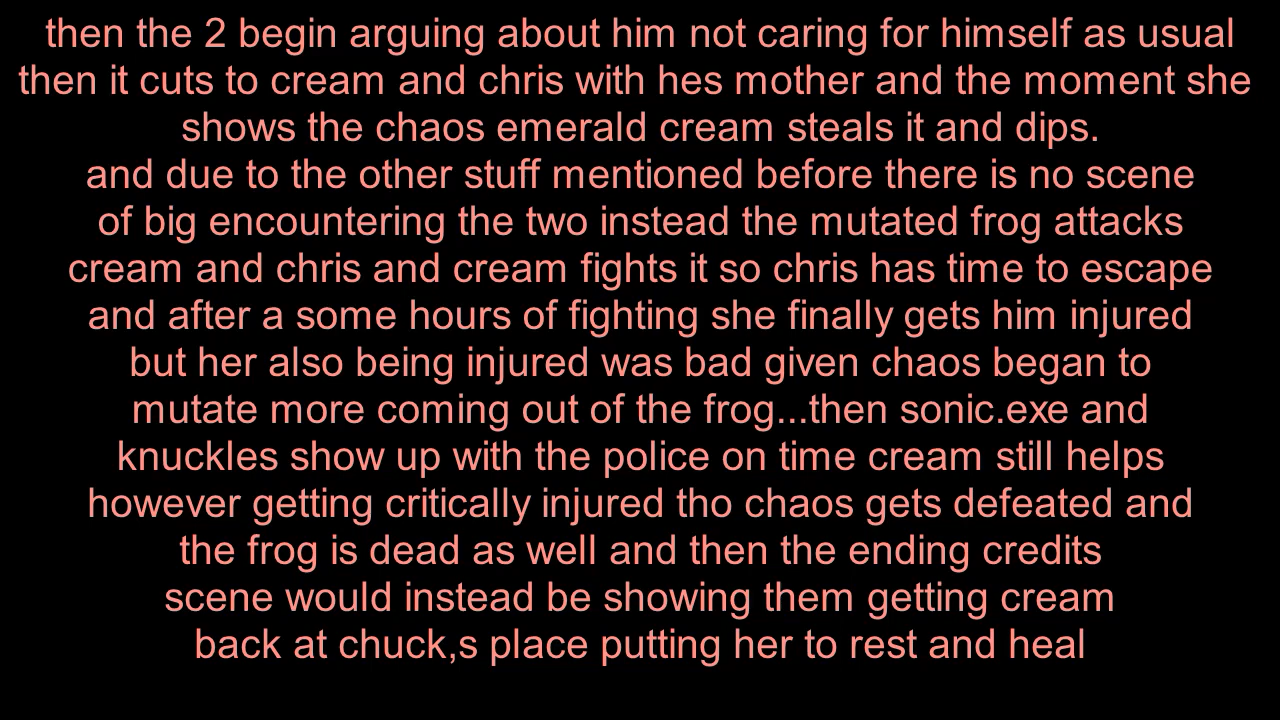 then the 2 begin arguing about him not caring for himself as usual
then it cuts to cream and chris with hes mother and the moment she
shows the chaos emerald cream steals it and dips.
and due to the other stuff mentioned before there is no scene
of big encountering the two instead the mutated frog attacks
cream and chris and cream fights it so chris has time to escape
and after a some hours of fighting she finally gets him injured
but her also being injured was bad given chaos began to
mutate more coming out of the frog...then sonic.exe and
knuckles show up with the police on time cream still helps
however getting critically injured tho chaos gets defeated and
the frog is dead as well and then the ending credits
scene would instead be showing them getting cream
back at chuck,s place putting her to rest and heal